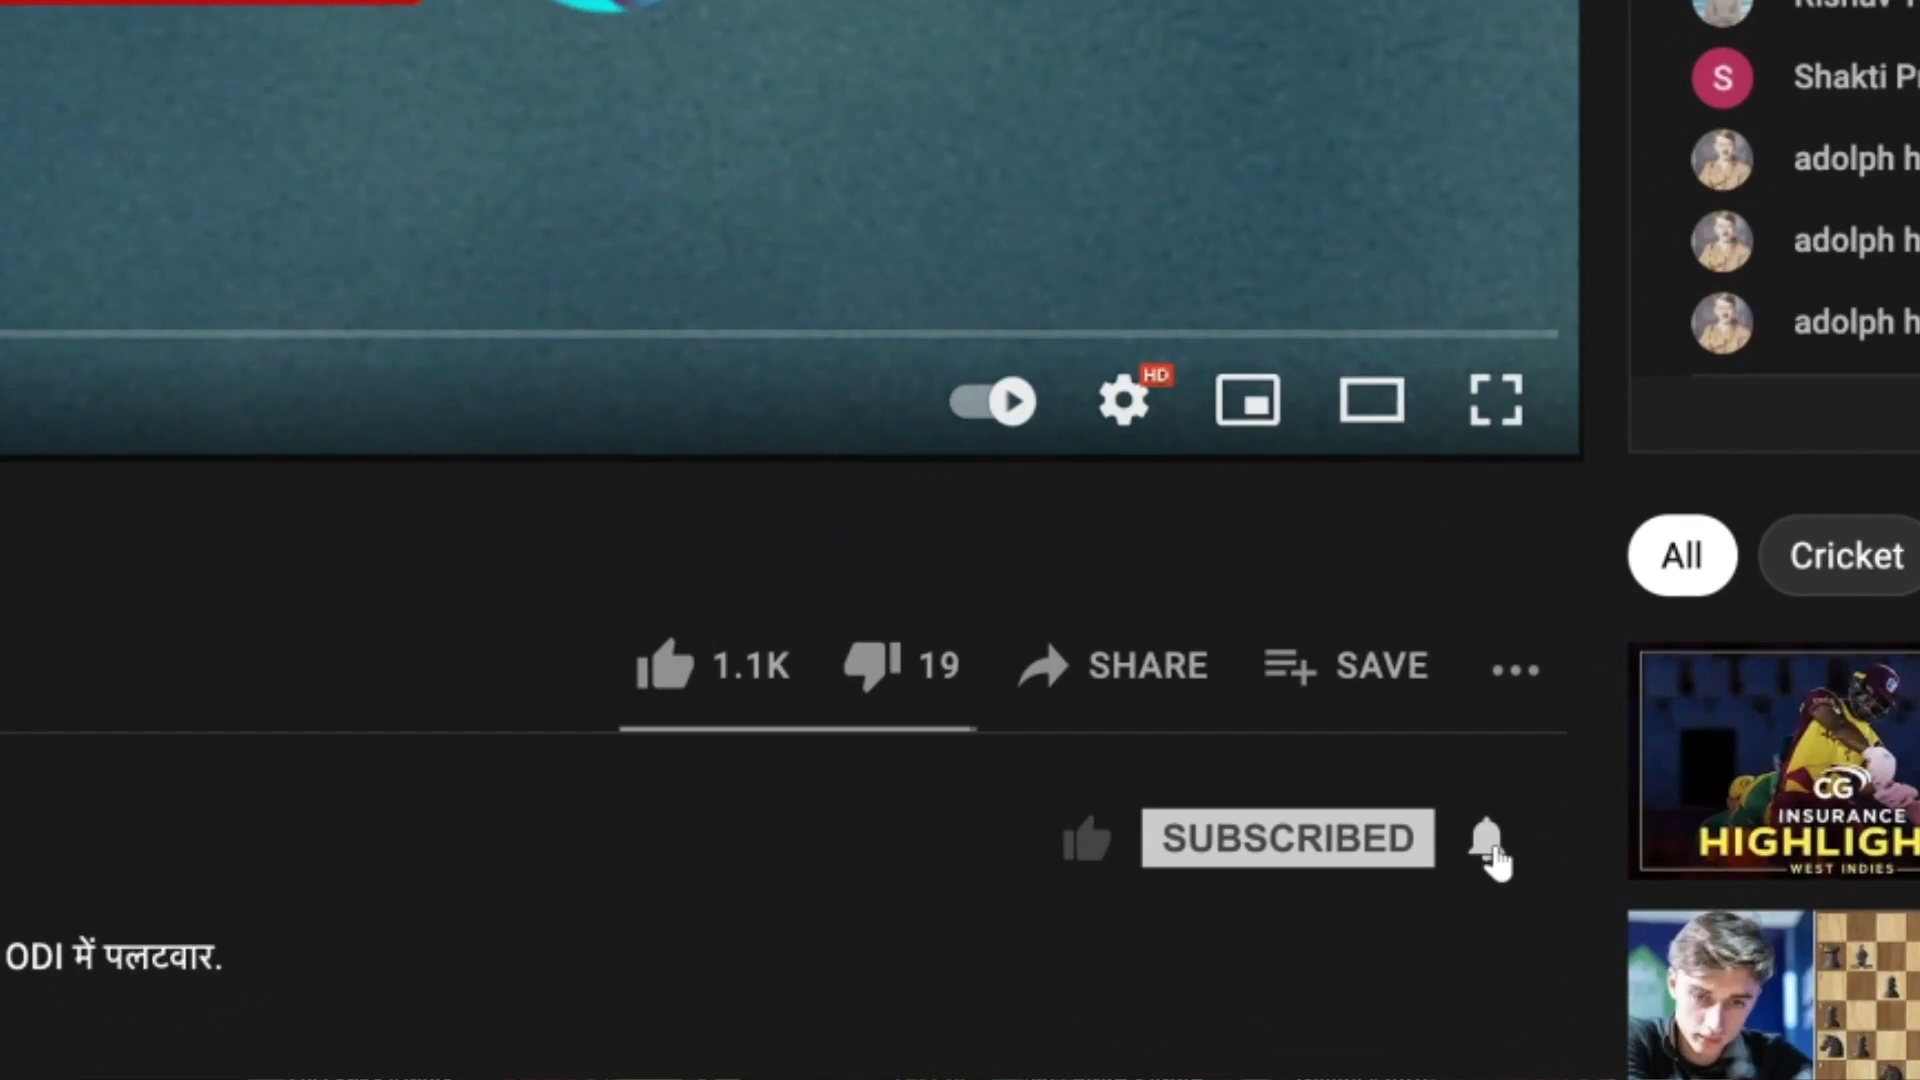 Shakti
adolph
adolph
adolph
HD
All
Cricket
1.1K
19
SHARE
SAVE
SUBSCRIBED
CG
INSURANCE
HIGHLIGH
WEST INDIES
ODI में पलटवार.